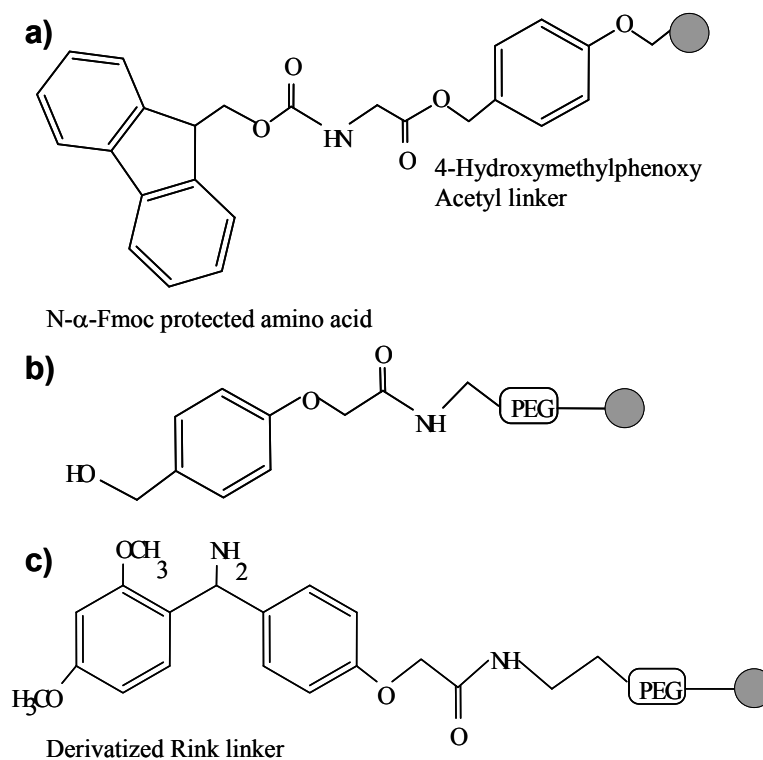 a)
O
O
O
HN
O
O
4-Hydroxymethylphenoxy
Acetyl linker
N-α-Fmoc protected amino acid
b)
O
O
NH
PEG
HO
c)
OCH3
NH2
NH
PEG
H3CO
O
O
Derivatized Rink linker